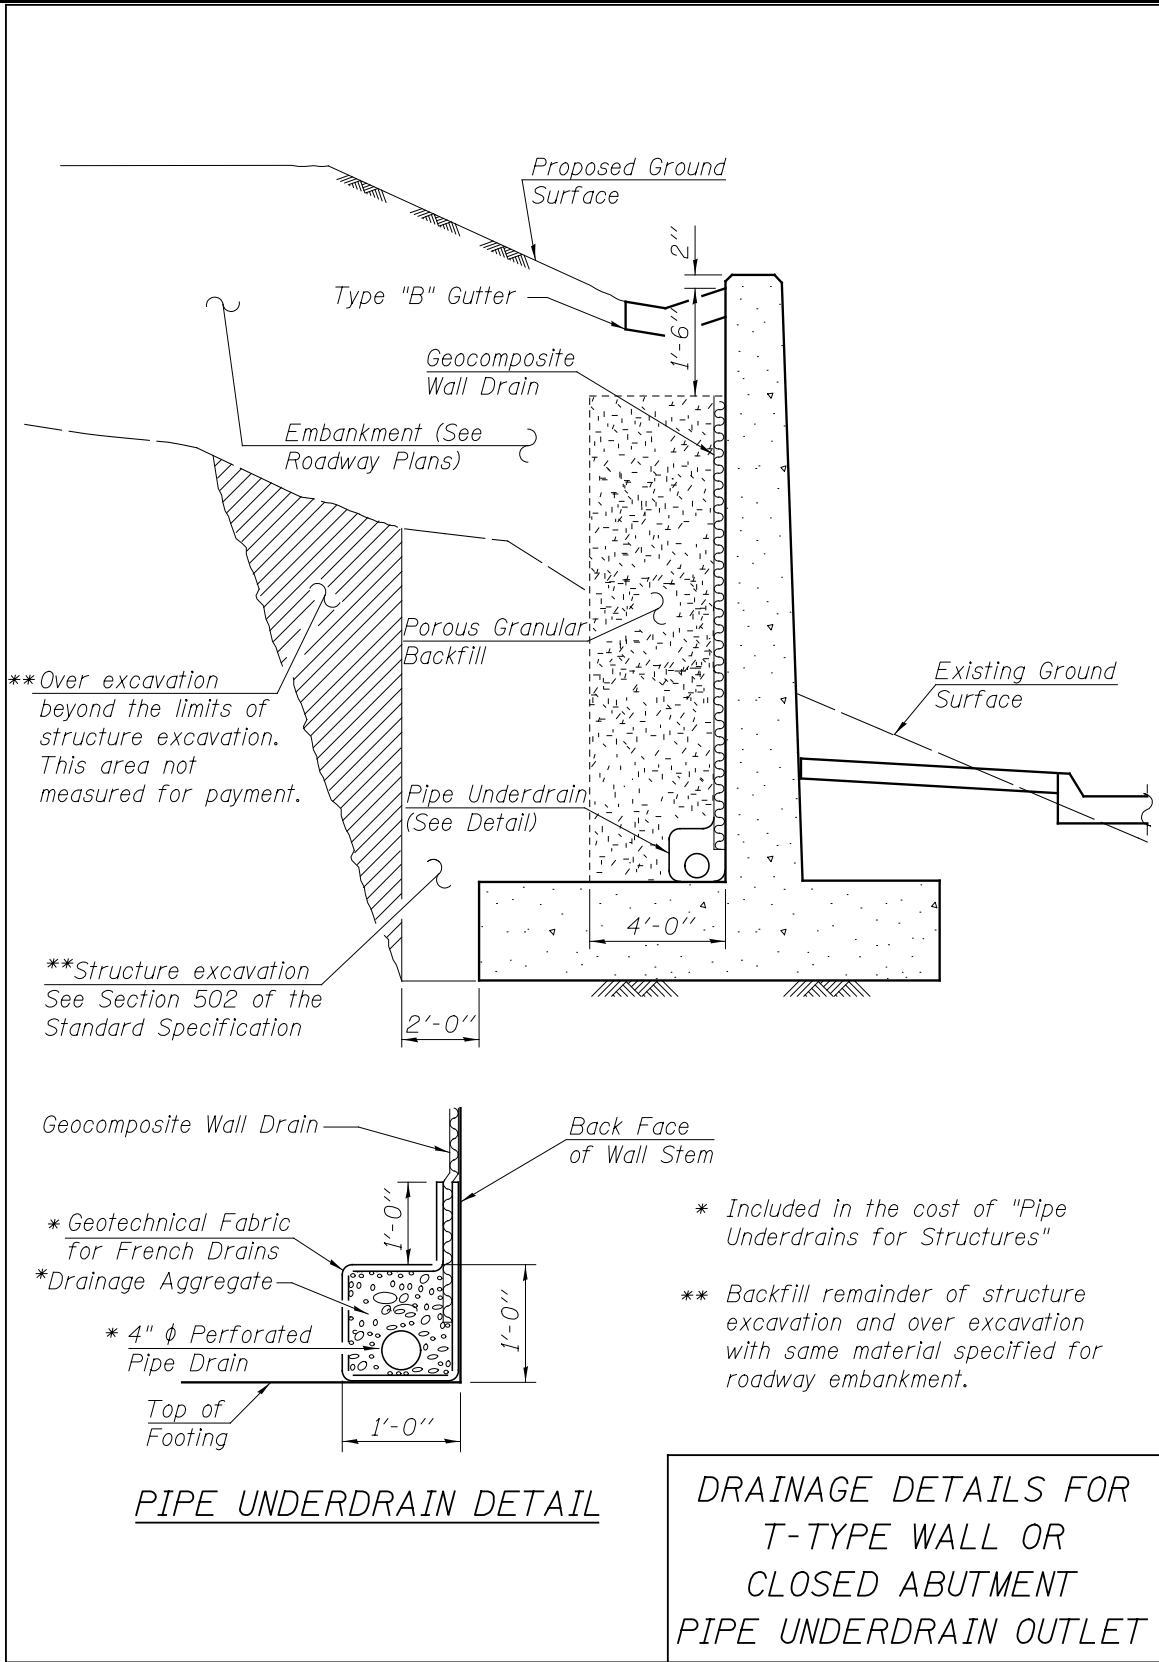 Proposed Ground
Surface
2''
Type "B" Gutter
1'-6''
Geocomposite
Wall Drain
Embankment (See
Roadway Plans)
Porous Granular
Backfill
**Over excavation
beyond the limits of
structure excavation.
This area not
measured for payment.
Existing Ground
Surface
Pipe Underdrain
(See Detail)
4'-0''
**Structure excavation
See Section 502 of the
Standard Specification
2'-0''
Geocomposite Wall Drain
Back Face
of Wall Stem
1'-0''
* Geotechnical Fabric
for French Drains
*Drainage Aggregate
* 4" ϕ Perforated
Pipe Drain
1'-0''
Top of
Footing
1'-0''
* Included in the cost of "Pipe
Underdrains for Structures"
** Backfill remainder of structure
excavation and over excavation
with same material specified for
roadway embankment.
PIPE UNDERDRAIN DETAIL
DRAINAGE DETAILS FOR
T-TYPE WALL OR
CLOSED ABUTMENT
PIPE UNDERDRAIN OUTLET